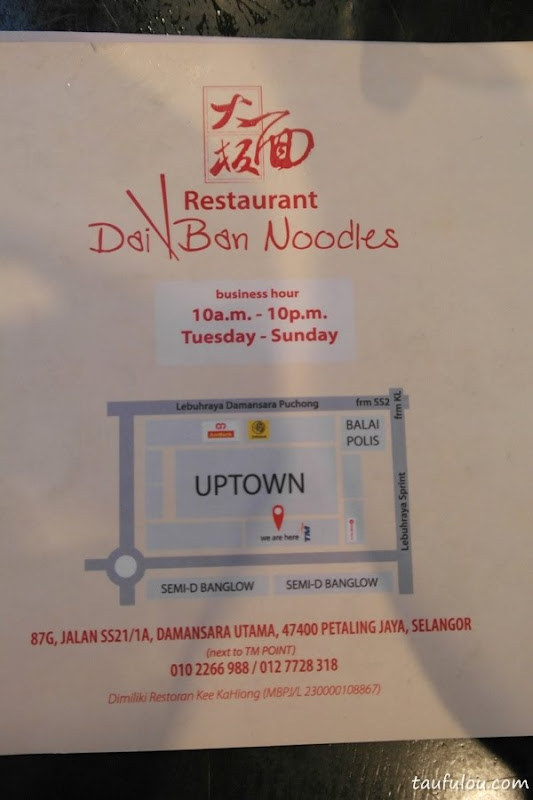 大
板面
Restaurant
Dai Ban Noodles
business hour
10a.m. - 10p.m.
Tuesday - Sunday
Lebuhraya Damansara Puchong
frm SS2
frm KL
BALAI
POLIS
UPTOWN
we are here
TM
Lebuhraya Sprint
SEMI-D BANGLOW
SEMI-D BANGLOW
87G, JALAN SS21/1A, DAMANSARA UTAMA, 47400 PETALING JAYA, SELANGOR
(next to TM POINT)
010 2266 988 / 012 7728 318
Dimiliki Restoran Kee KaHiong (MBPJ/L 230000108867)
taufulou.com